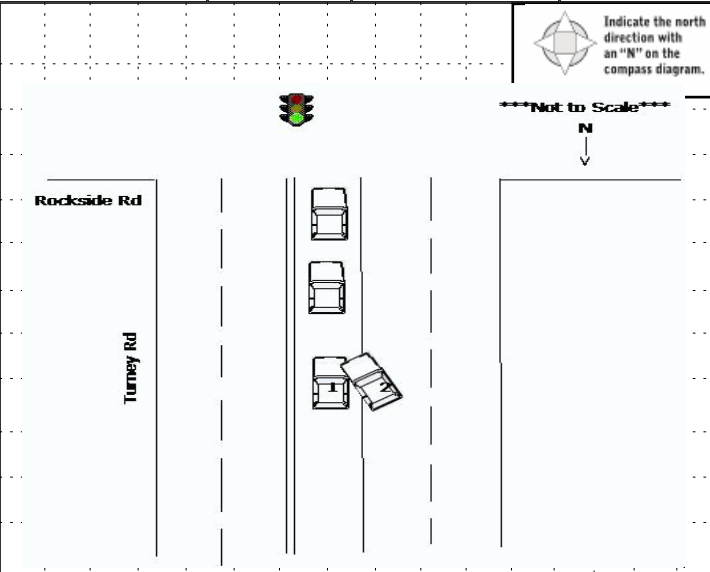 Indicate the north
direction with
an "N" on the
compass diagram.
***Not to Scale***
N
Rockside Rd
Turney Rd
1
2